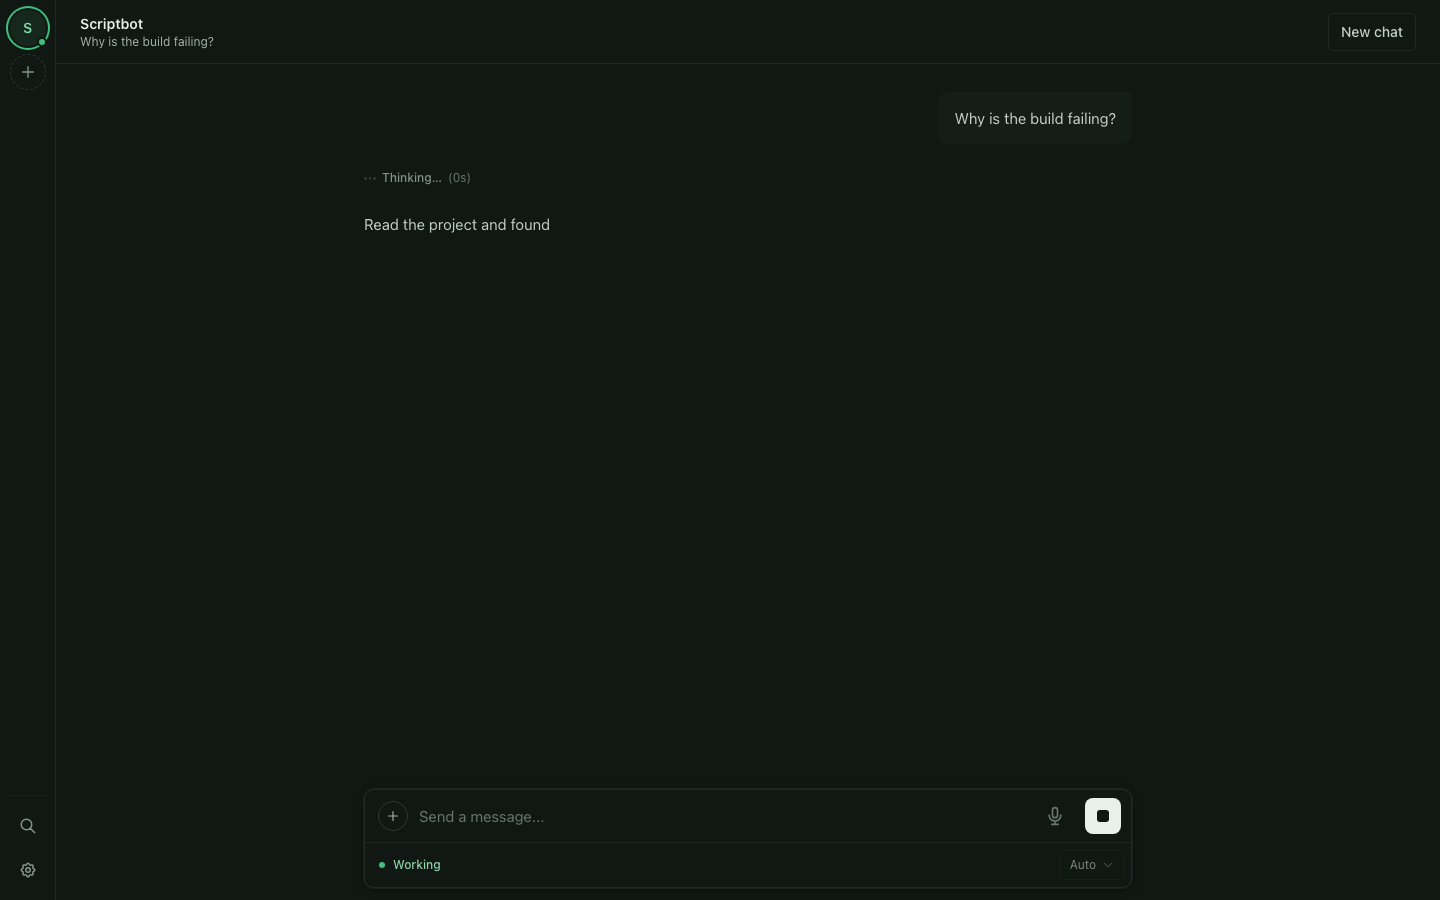 S
Scriptbot
Why is the build failing?
New chat
Why is the build failing?
Thinking… (0s)
Read the project and found
Send a message…
Working
Auto